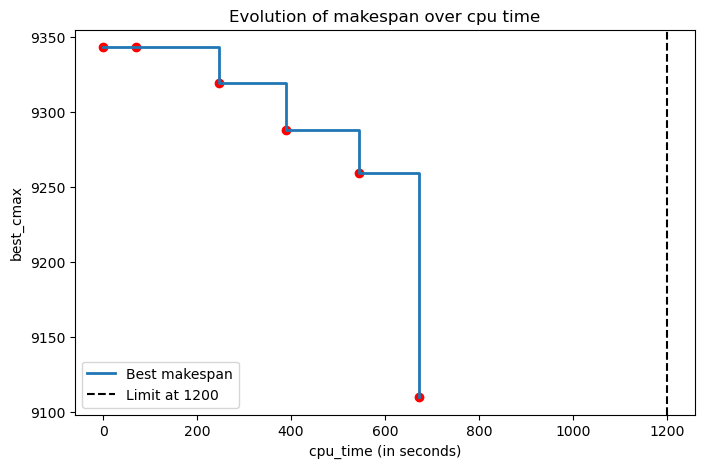 Evolution of makespan over cpu time
best_cmax
9350
9300
9250
9200
9150
9100
Best makespan
Limit at 1200
0
200
400
600
800
1000
1200
cpu_time (in seconds)